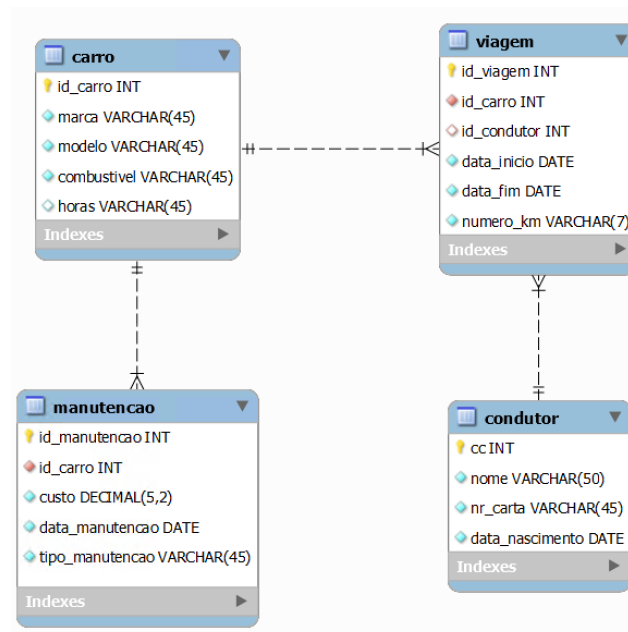 carro
id_carro INT
marca VARCHAR(45)
modelo VARCHAR(45)
combustivel VARCHAR(45)
horas VARCHAR(45)
Indexes
viagem
id_viagem INT
id_carro INT
id_condutor INT
data_inicio DATE
data_fim DATE
numero_km VARCHAR(7)
Indexes
manutencao
id_manutencao INT
id_carro INT
custo DECIMAL(5,2)
data_manutencao DATE
tipo_manutencao VARCHAR(45)
Indexes
condutor
cc INT
nome VARCHAR(50)
nr_carta VARCHAR(45)
data_nascimento DATE
Indexes